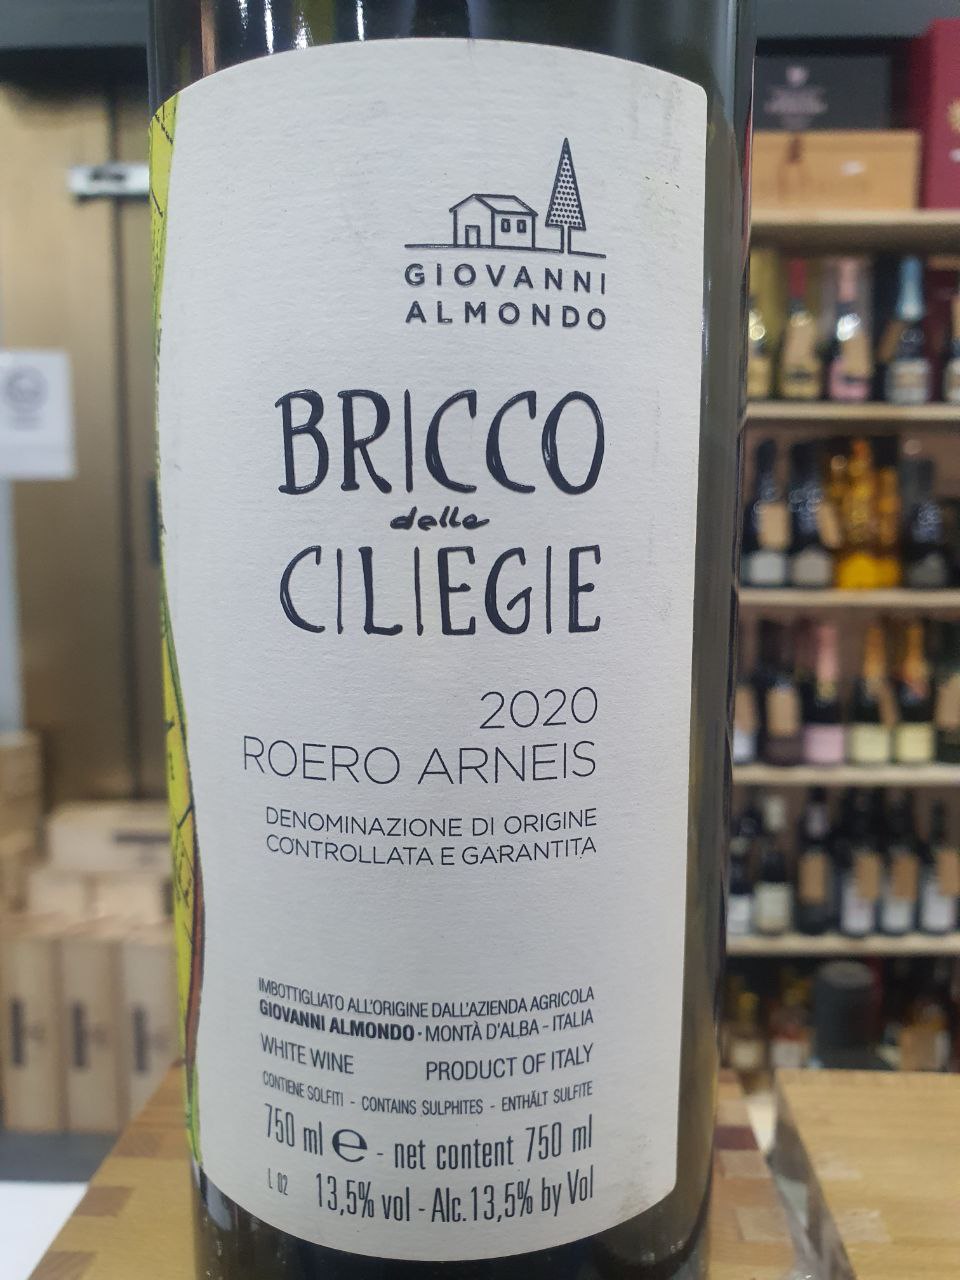 GIOVANNI
ALMONDO
BRICCO
delle
CILIEGIE
2020
ROERO ARNEIS
DENOMINAZIONE DI ORIGINE
CONTROLLATA E GARANTITA
IMBOTTIGLIATO ALL'ORIGINE DALL'AZIENDA AGRICOLA
GIOVANNI ALMONDO · MONTÀ D'ALBA - ITALIA
WHITE WINE PRODUCT OF ITALY
CONTIENE SOLFITI - CONTAINS SULPHITES - ENTHÄLT SULFITE
750 ml e - net content 750 ml
L 02 13,5% vol - Alc. 13,5% by Vol